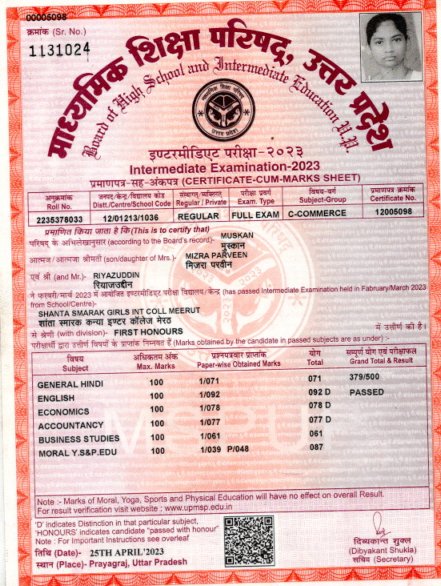 00005098
क्रमांक (Sr. No.)
1131024
माध्यमिक शिक्षा परिषद्, उत्तर प्रदेश
Board of High School and Intermediate Education U.P.
इण्टरमीडिएट परीक्षा-२०२३
Intermediate Examination-2023
प्रमाणपत्र-सह-अंकपत्र (CERTIFICATE-CUM-MARKS SHEET)
अनुक्रमांक Roll No. जनपद/केन्द्र/विद्यालय कोड Distt./Centre/School Code संस्थागत/व्यक्तिगत Regular / Private परीक्षा प्रवर्ग Exam. Type विषय-वर्ग Subject-Group प्रमाणपत्र क्रमांक Certificate No.
2235378033 12/01213/1036 REGULAR FULL EXAM C-COMMERCE 12005098
प्रमाणित किया जाता है कि (This is to certify that)
परिषद् के अभिलेखानुसार (according to the Board's record)- MUSKAN
मुस्कान
आत्मज / आत्मजा श्रीमती (son/daughter of Mrs.)- MIZRA PARVEEN
मिजरा परवीन
एवं श्री (and Mr.)- RIYAZUDDIN
रियाजउद्दीन
ने फरवरी/मार्च 2023 में आयोजित इण्टरमीडिएट परीक्षा विद्यालय/केन्द्र (has passed Intermediate Examination held in Fabruary/March 2023
from School/Centre)-
SHANTA SMARAK GIRLS INT COLL MEERUT
शांता स्मारक कन्या इण्टर कॉलेज मेरठ
से श्रेणी (with division)- FIRST HONOURS में उत्तीर्ण की है।
परीक्षार्थी द्वारा उत्तीर्ण विषयों के प्राप्तांक निम्नवत हैं (Marks obtained by the candidate in passed subjects are as under) :-
विषय अधिकतम अंक प्रश्नपत्रवार प्राप्तांक योग सम्पूर्ण योग एवं परीक्षाफल
Subject Max. Marks Paper-wise Obtained Marks Total Grand Total & Result
GENERAL HINDI 100 1/071 071 379/500
ENGLISH 100 1/092 092 D PASSED
ECONOMICS 100 1/078 078 D
ACCOUNTANCY 100 1/077 077 D
BUSINESS STUDIES 100 1/061 061
MORAL Y.S&P.EDU 100 1/039 P/048 087
MSPUP
Note :- Marks of Moral, Yoga, Sports and Physical Education will have no effect on overall Result.
For result verification visit website : www.upmsp.edu.in
'D' indicates Distinction in that particular subject,
'HONOURS' indicates candidate "passed with honour"
Note : For Important Instructions see overleaf
तिथि (Date)- 25TH APRIL'2023
स्थान (Place)- Prayagraj, Uttar Pradesh
दिब्यकान्त शुक्ल
(Dibyakant Shukla)
सचिव (Secretary)